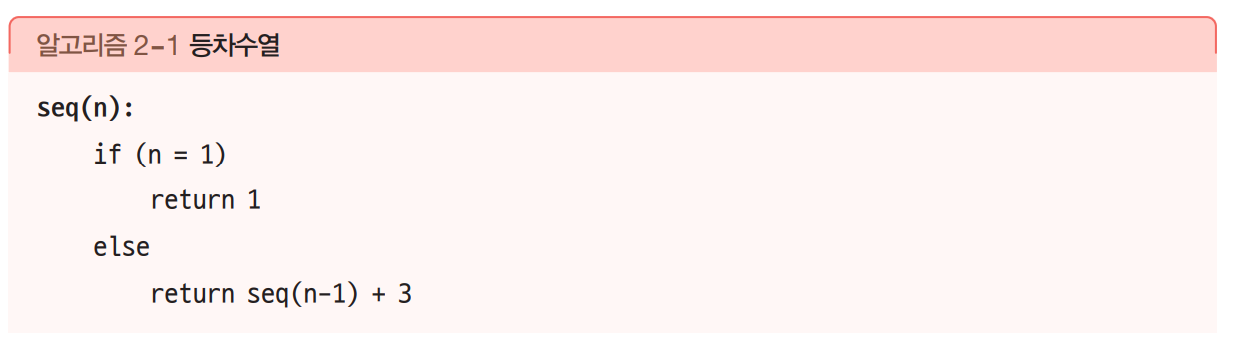 알고리즘 2-1 등차수열
seq(n):
if (n = 1)
return 1
else
return seq(n-1) + 3